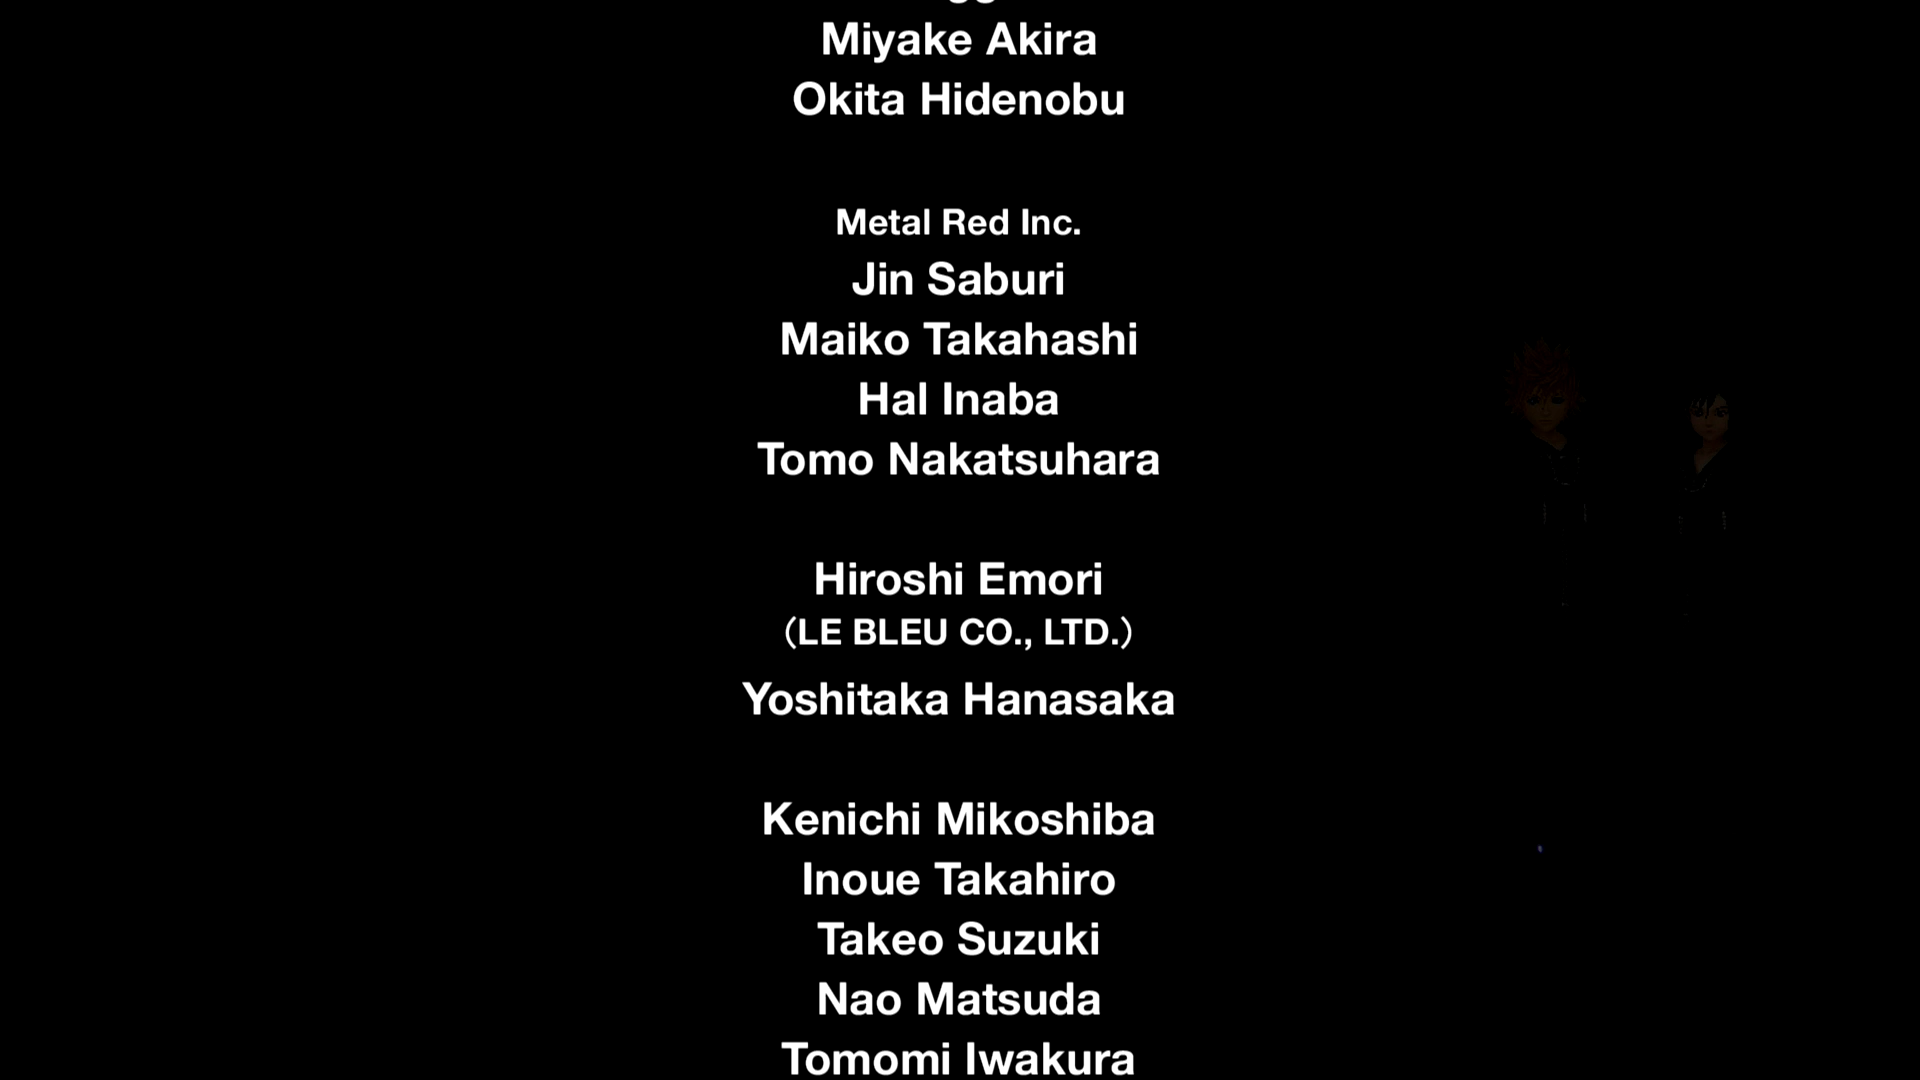 Miyake Akira
Okita Hidenobu
Metal Red Inc.
Jin Saburi
Maiko Takahashi
Hal Inaba
Tomo Nakatsuhara
Hiroshi Emori
(LE BLEU CO., LTD.)
Yoshitaka Hanasaka
Kenichi Mikoshiba
Inoue Takahiro
Takeo Suzuki
Nao Matsuda
Tomomi Iwakura